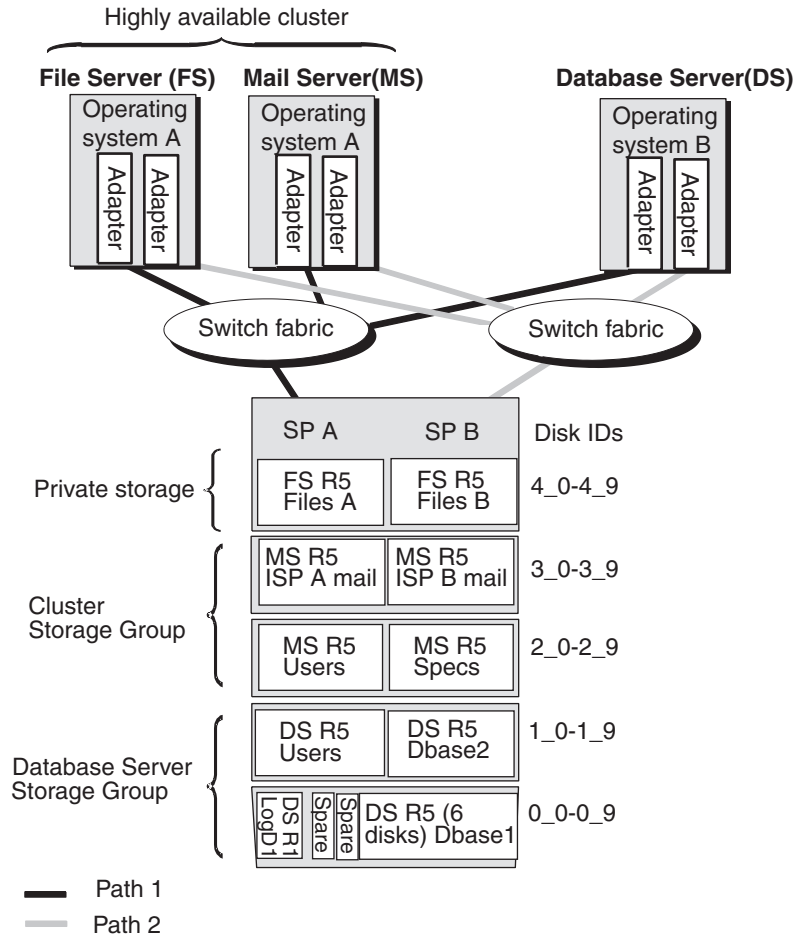 Highly available cluster
File Server (FS)
Mail Server(MS)
Database Server(DS)
Operating
system A
Adapter
Adapter
Operating
system A
Adapter
Adapter
Operating
system B
Adapter
Adapter
Switch fabric
Switch fabric
SP A
SP B
Disk IDs
Private storage
FS R5
Files A
FS R5
Files B
4_0-4_9
Cluster
Storage Group
MS R5
ISP A mail
MS R5
ISP B mail
3_0-3_9
MS R5
Users
MS R5
Specs
2_0-2_9
Database Server
Storage Group
DS R5
Users
DS R5
Dbase2
1_0-1_9
DS R1
LogD1
Spare
Spare
DS R5 (6
disks) Dbase1
0_0-0_9
Path 1
Path 2